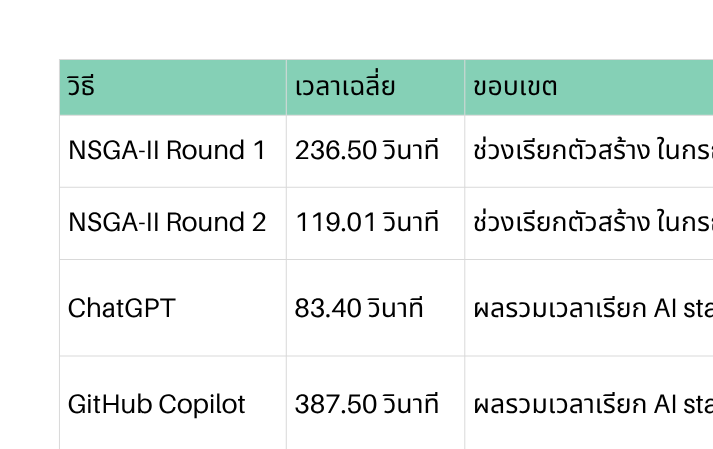 วิธี เวลาเฉลี่ย ขอบเขต
NSGA-II Round 1 236.50 วินาที ช่วงเรียกตัวสร้าง ในกร
NSGA-II Round 2 119.01 วินาที ช่วงเรียกตัวสร้าง ในกร
ChatGPT 83.40 วินาที ผลรวมเวลาเรียก AI sta
GitHub Copilot 387.50 วินาที ผลรวมเวลาเรียก AI sta